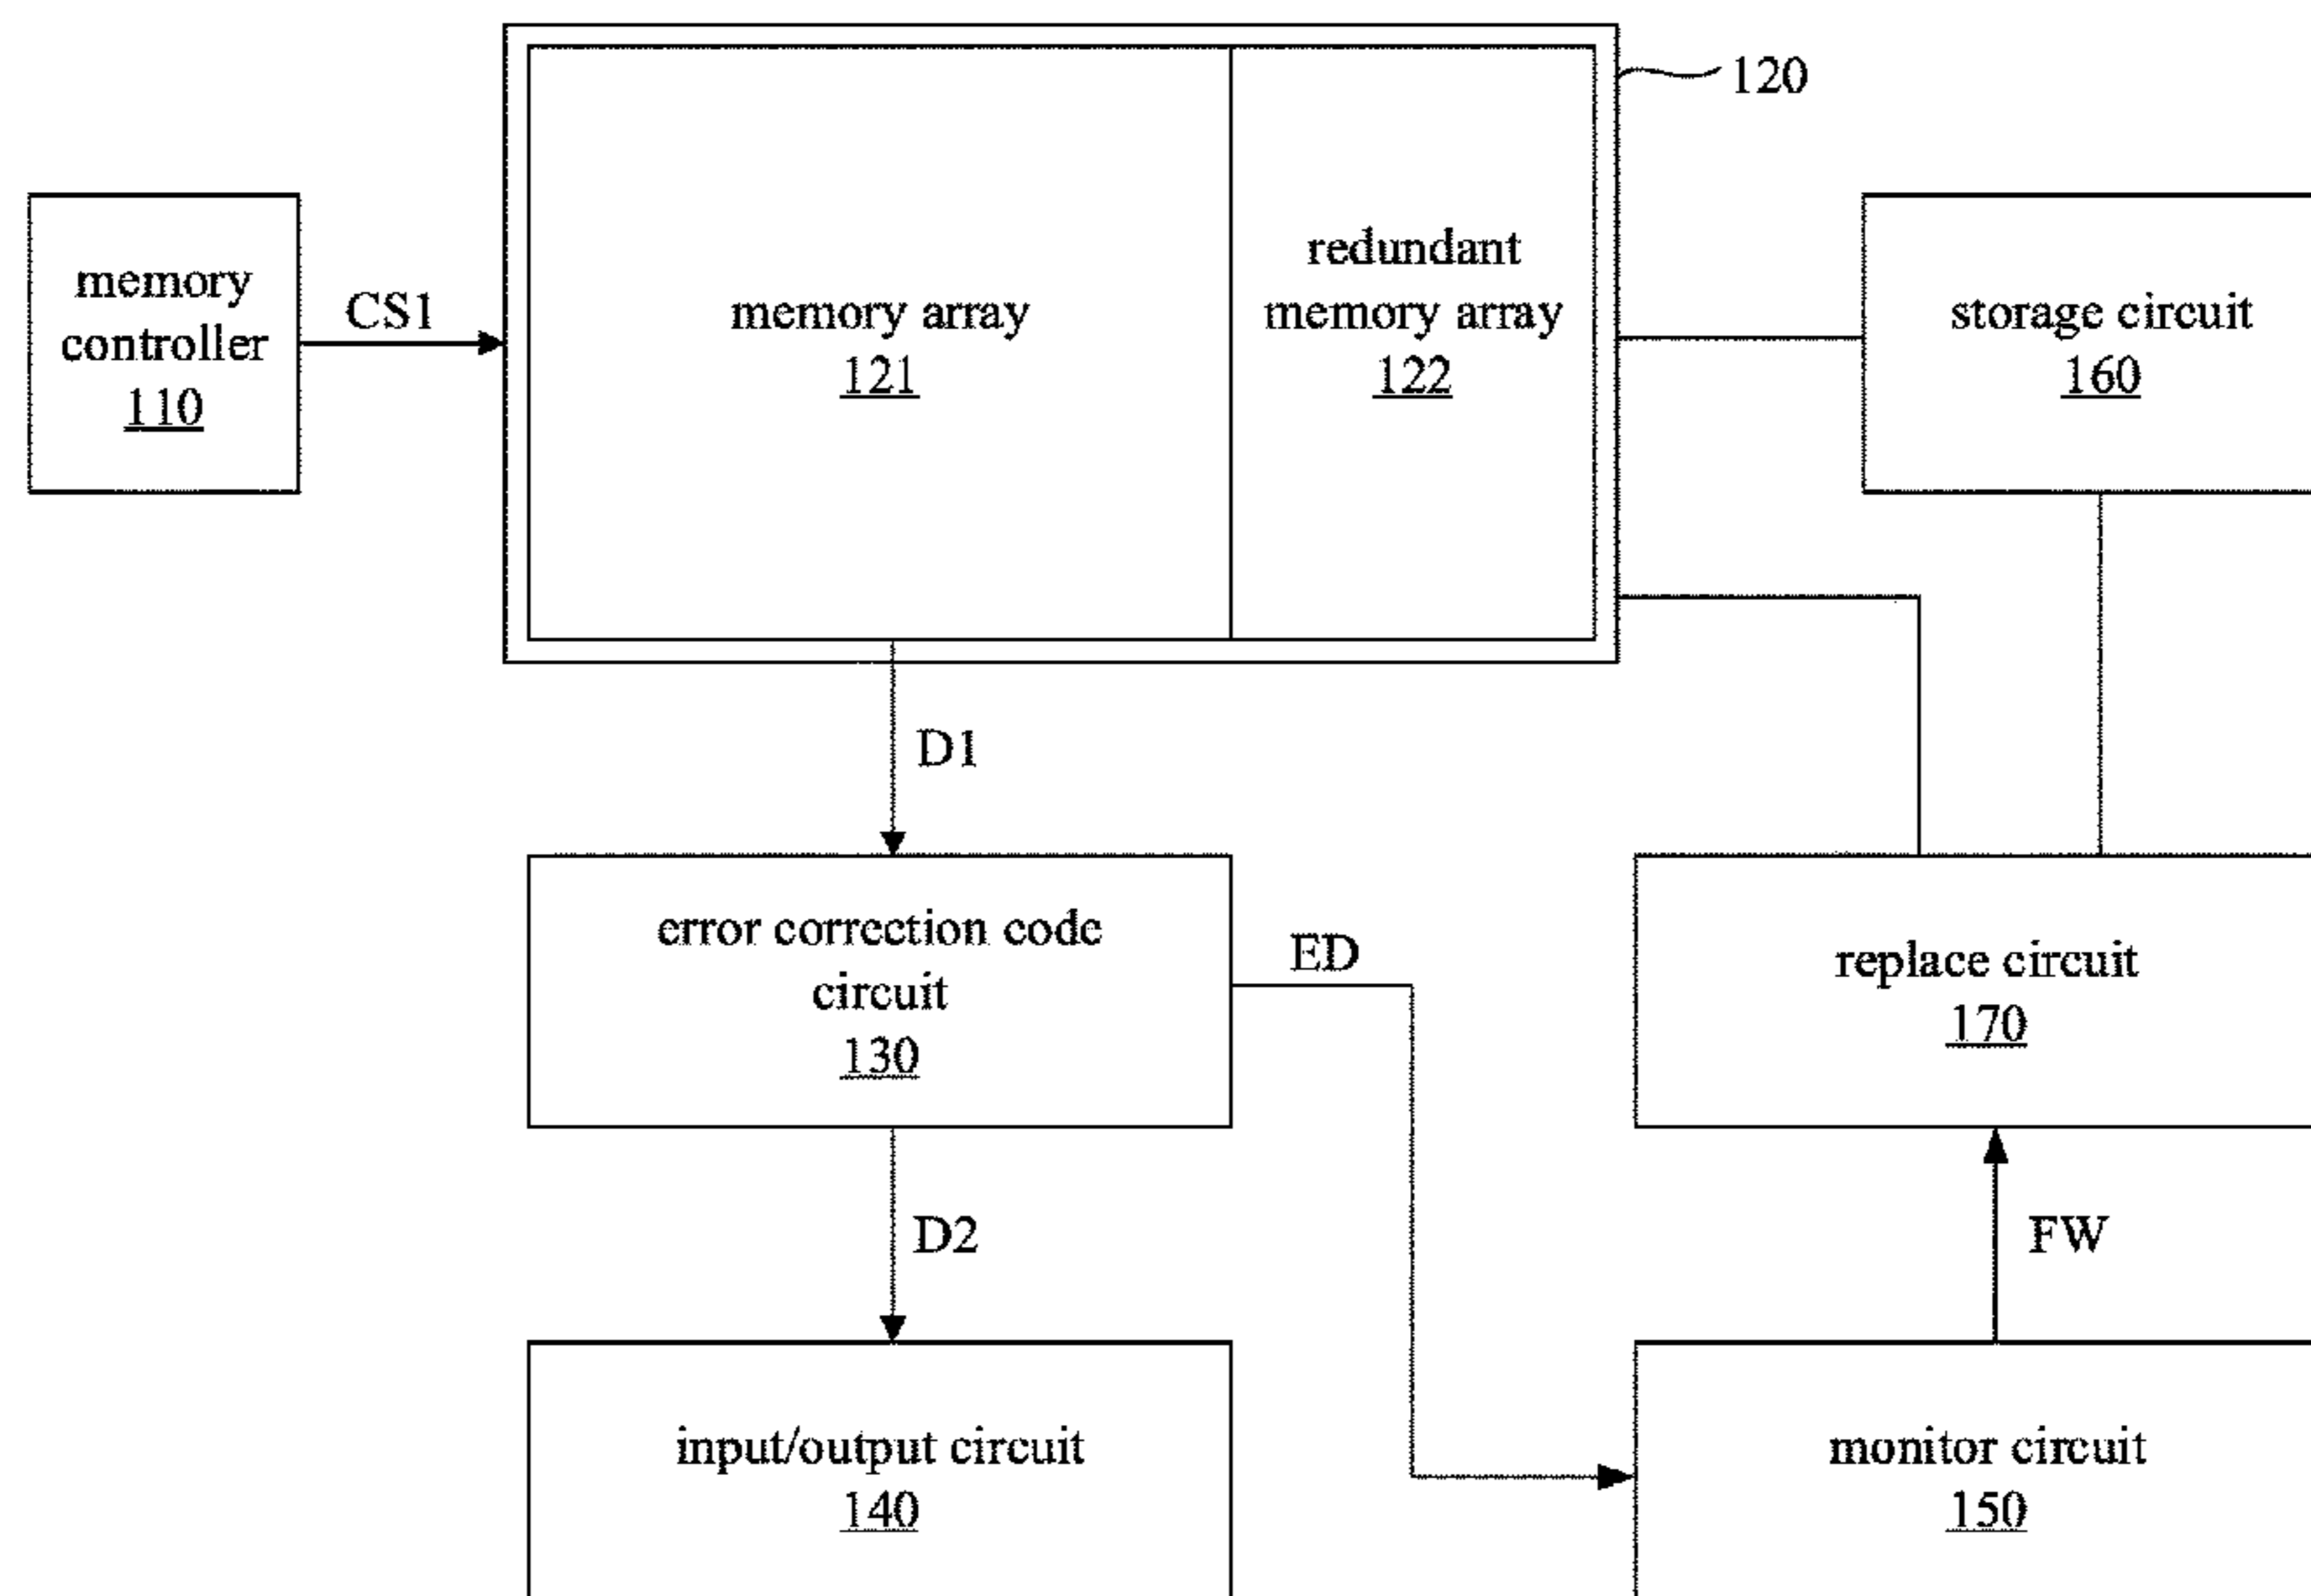 120
memory
controller
110
CS1
memory array
121
redundant
memory array
122
storage circuit
160
D1
error correction code
circuit
130
ED
replace circuit
170
D2
FW
input/output circuit
140
monitor circuit
150